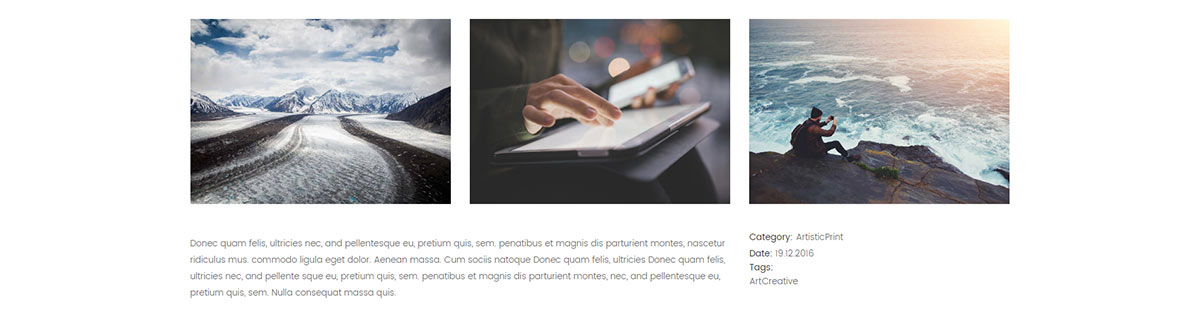 Donec quam felis, ultricies nec, and pellentesque eu, pretium quis, sem. penatibus et magnis dis parturient montes, nascetur
ridiculus mus. commodo ligula eget dolor. Aenean massa. Cum sociis natoque Donec quam felis, ultricies Donec quam felis,
ultricies nec, and pellente sque eu, pretium quis, sem. penatibus et magnis dis parturient montes, nec, and pellentesque eu,
pretium quis, sem. Nulla consequat massa quis.
Category: ArtisticPrint
Date: 19.12.2016
Tags:
ArtCreative